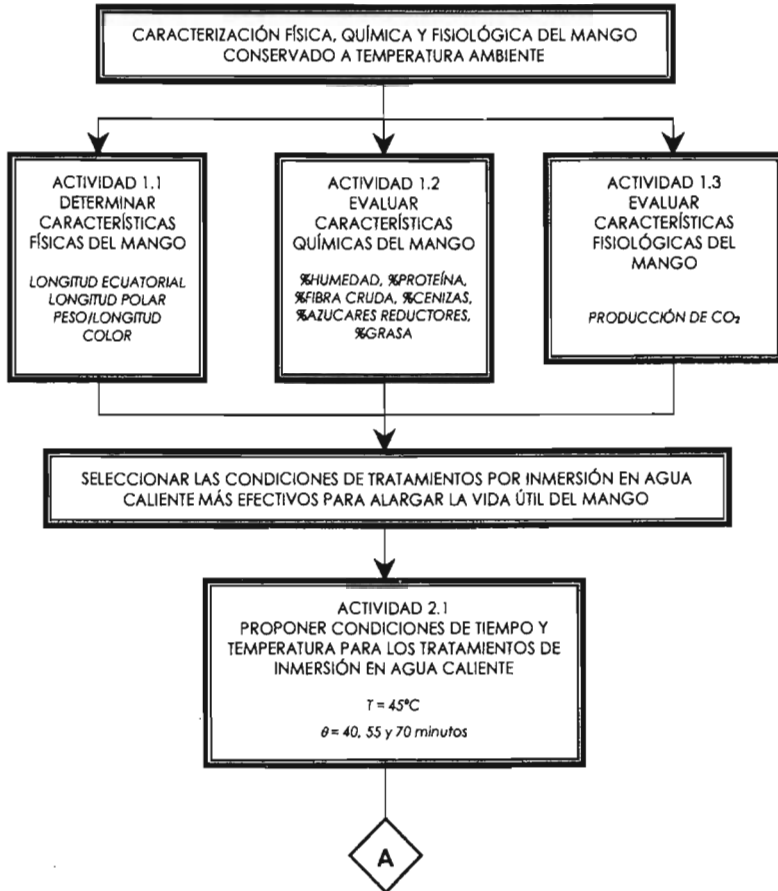 CARACTERIZACIÓN FÍSICA, QUÍMICA Y FISIOLÓGICA DEL MANGO
CONSERVADO A TEMPERATURA AMBIENTE
ACTIVIDAD 1.1
DETERMINAR
CARACTERÍSTICAS
FÍSICAS DEL MANGO
LONGITUD ECUATORIAL
LONGITUD POLAR
PESO/LONGITUD
COLOR
ACTIVIDAD 1.2
EVALUAR
CARACTERÍSTICAS
QUÍMICAS DEL MANGO
%HUMEDAD, %PROTEÍNA,
%FIBRA CRUDA, %CENIZAS,
%AZUCARES REDUCTORES,
%GRASA
ACTIVIDAD 1.3
EVALUAR
CARACTERÍSTICAS
FISIOLÓGICAS DEL
MANGO
PRODUCCIÓN DE CO₂
SELECCIONAR LAS CONDICIONES DE TRATAMIENTOS POR INMERSIÓN EN AGUA
CALIENTE MÁS EFECTIVOS PARA ALARGAR LA VIDA ÚTIL DEL MANGO
ACTIVIDAD 2.1
PROPONER CONDICIONES DE TIEMPO Y
TEMPERATURA PARA LOS TRATAMIENTOS DE
INMERSIÓN EN AGUA CALIENTE
T = 45°C
θ = 40, 55 y 70 minutos
A